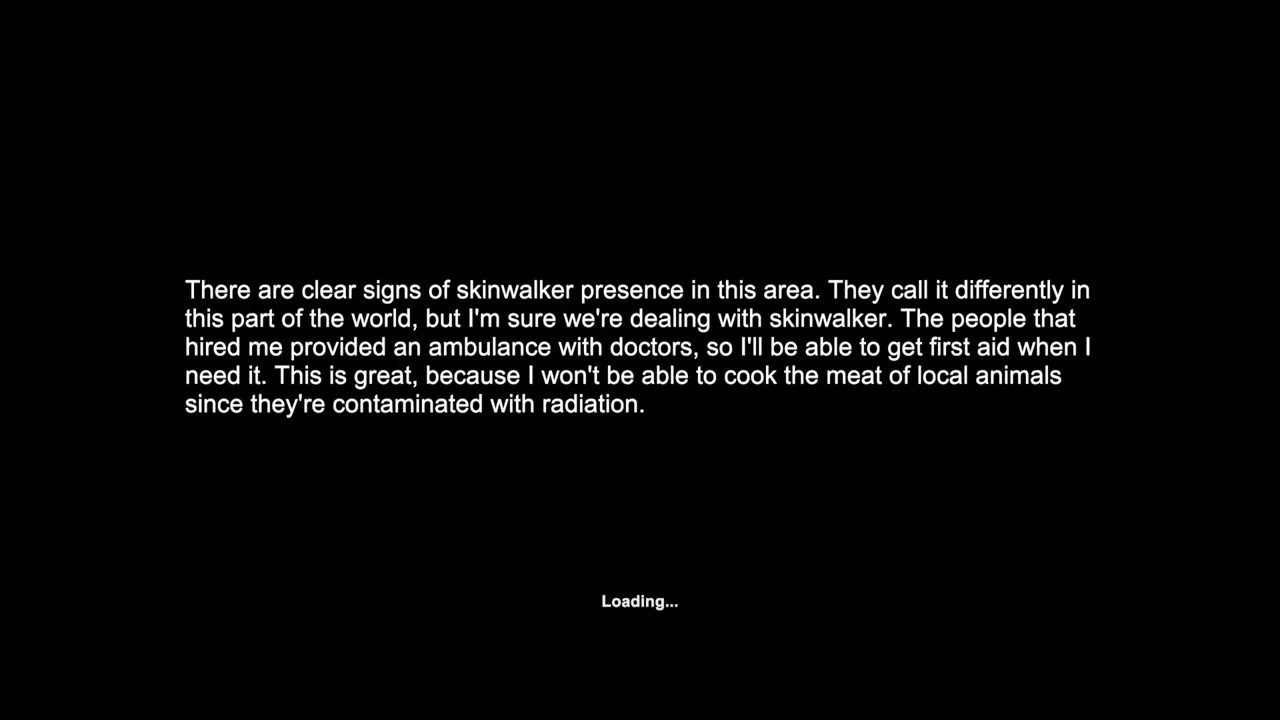 There are clear signs of skinwalker presence in this area. They call it differently in
this part of the world, but I'm sure we're dealing with skinwalker. The people that
hired me provided an ambulance with doctors, so I'll be able to get first aid when I
need it. This is great, because I won't be able to cook the meat of local animals
since they're contaminated with radiation.
Loading...